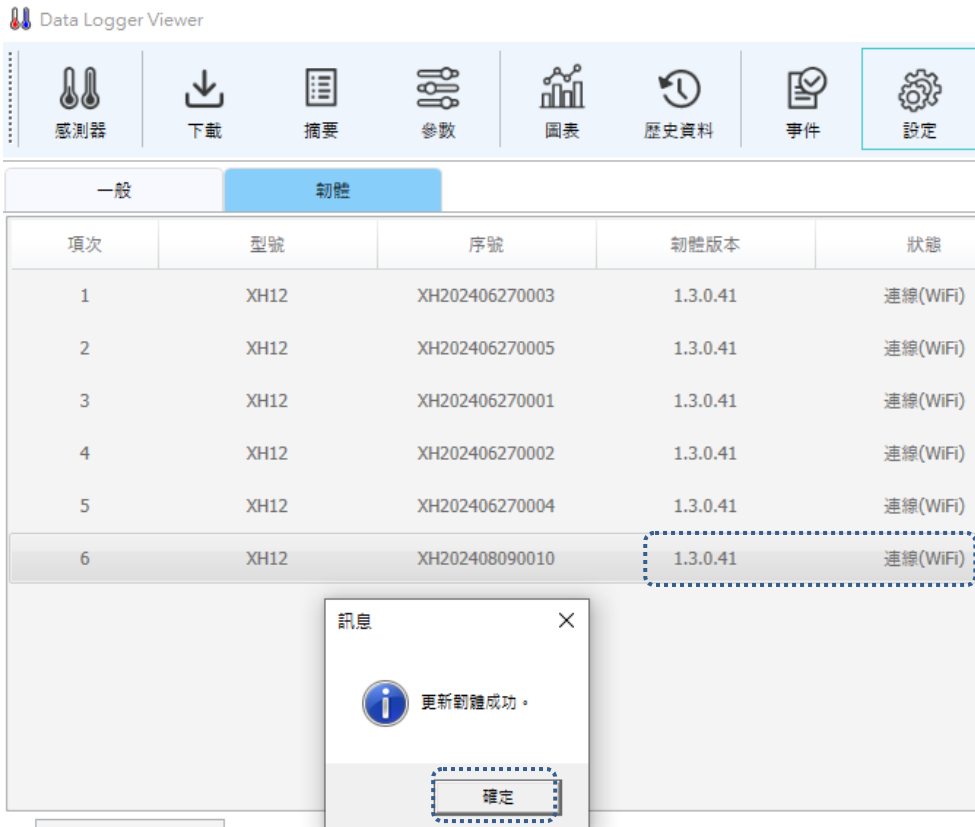 Data Logger Viewer
感測器 下載 摘要 參數 圖表 歷史資料 事件 設定
一般 韌體
項次 型號 序號 韌體版本 狀態
1 XH12 XH202406270003 1.3.0.41 連線(WiFi)
2 XH12 XH202406270005 1.3.0.41 連線(WiFi)
3 XH12 XH202406270001 1.3.0.41 連線(WiFi)
4 XH12 XH202406270002 1.3.0.41 連線(WiFi)
5 XH12 XH202406270004 1.3.0.41 連線(WiFi)
6 XH12 XH202408090010 1.3.0.41 連線(WiFi)
訊息
更新韌體成功。
確定